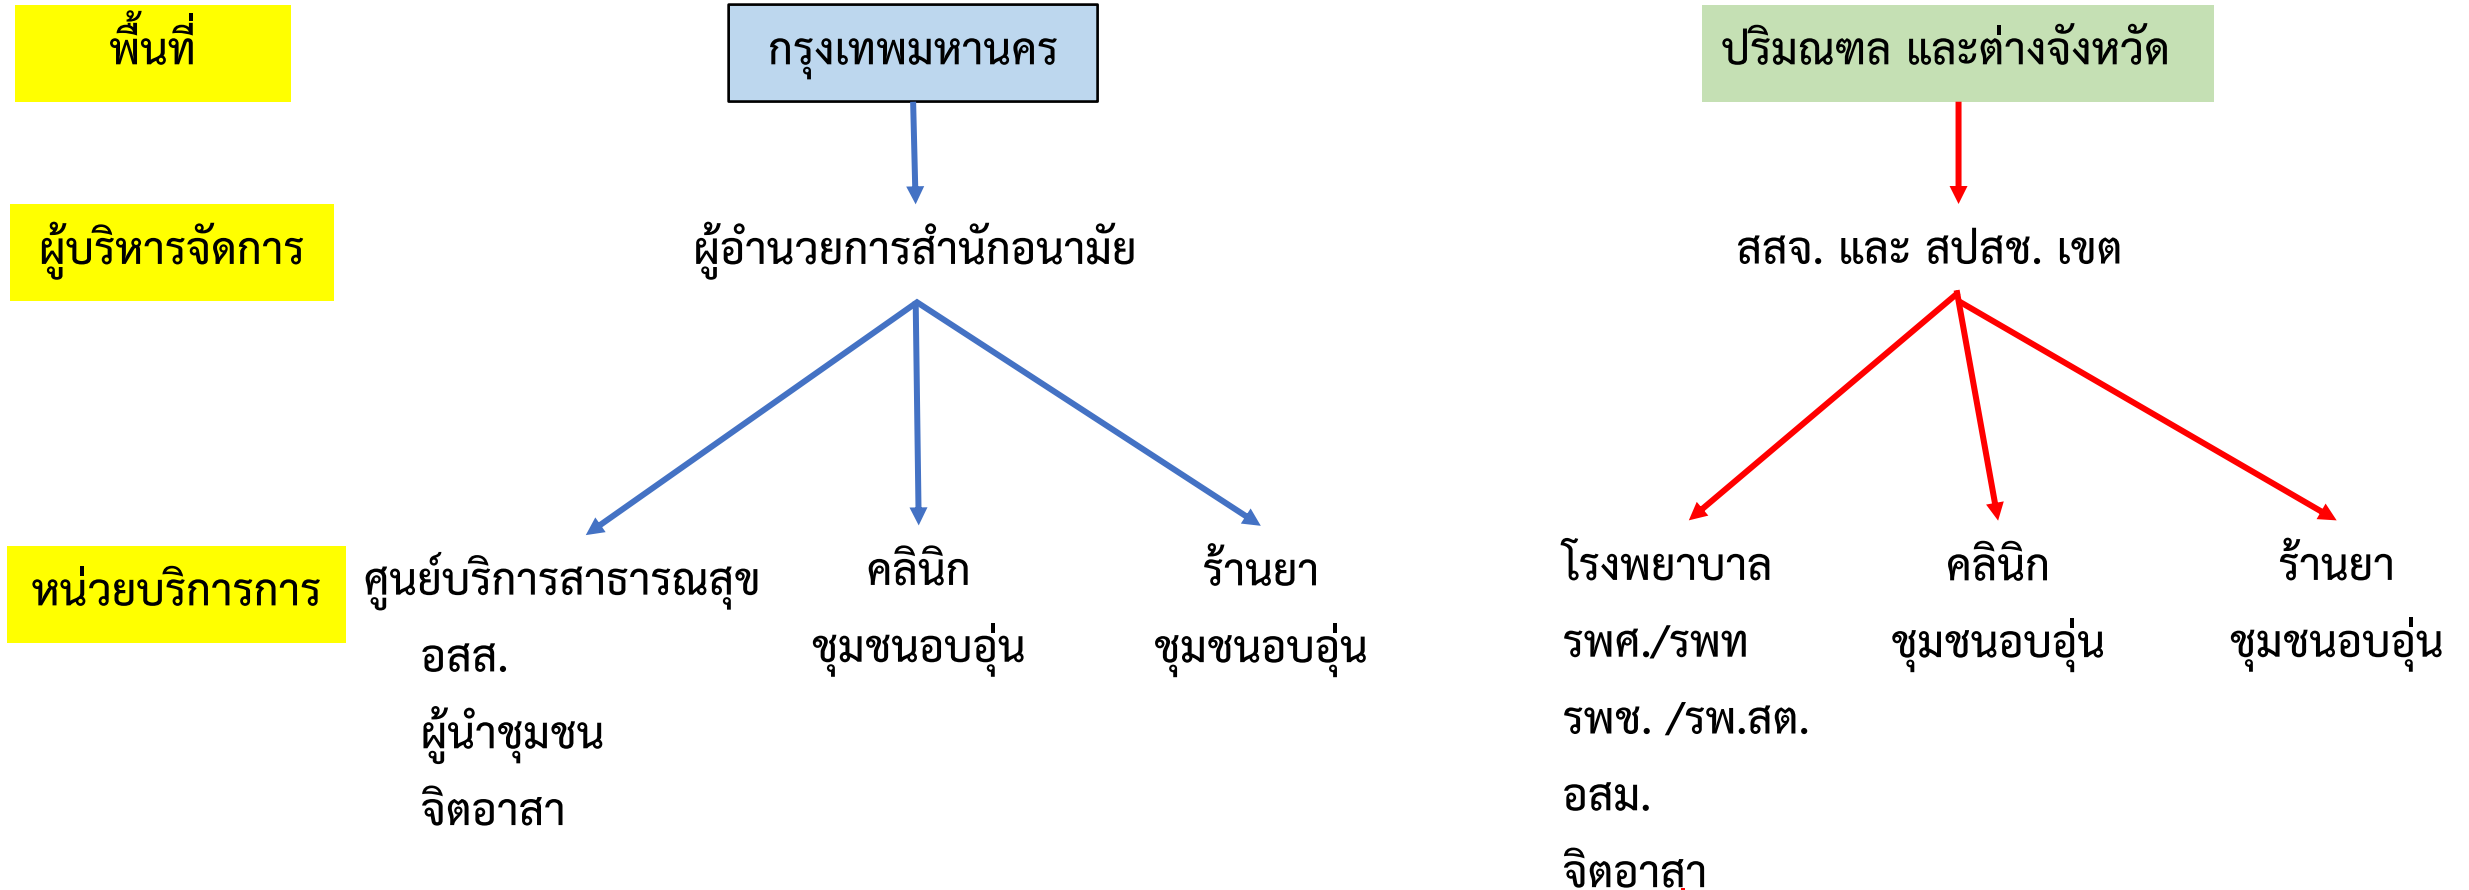 พื้นที่
กรุงเทพมหานคร
ปริมณฑล และต่างจังหวัด
ผู้บริหารจัดการ
ผู้อำนวยการสำนักอนามัย
สสจ. และ สปสช. เขต
หน่วยบริการการ
ศูนย์บริการสาธารณสุข
อสส.
ผู้นำชุมชน
จิตอาสา
คลินิก
ชุมชนอบอุ่น
ร้านยา
ชุมชนอบอุ่น
โรงพยาบาล
รพศ./รพท
รพช. /รพ.สต.
อสม.
จิตอาสา
คลินิก
ชุมชนอบอุ่น
ร้านยา
ชุมชนอบอุ่น